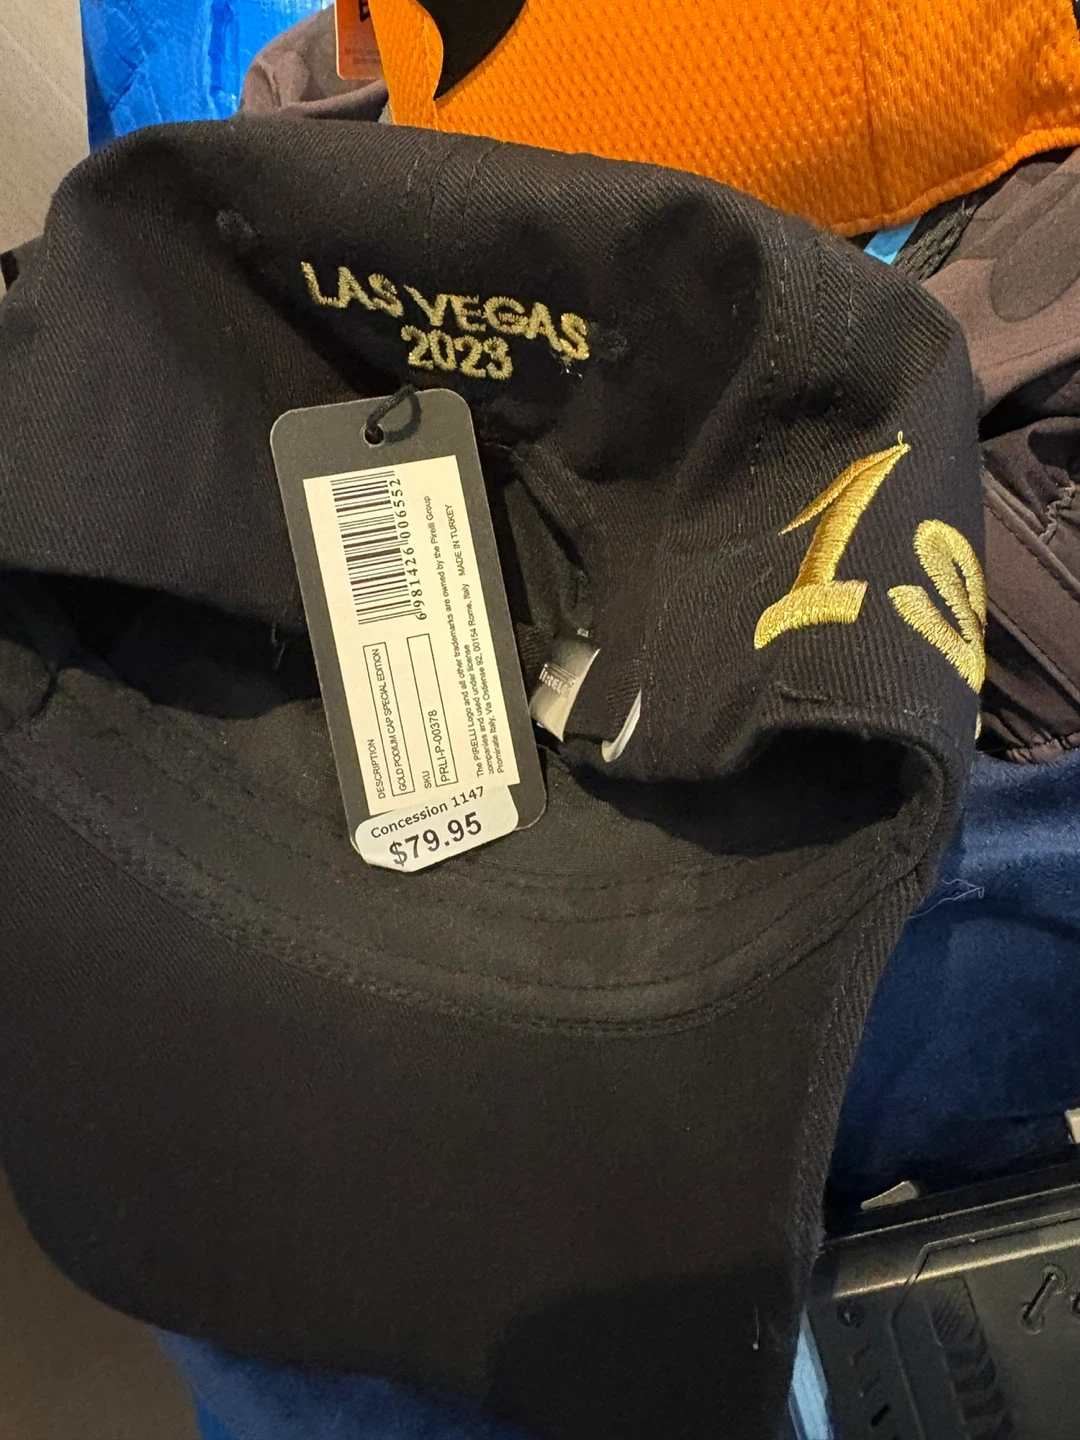 LAS VEGAS
2023
1st
6981426006552
DESCRIPTION
GOLD PODIUM CAP SPECIAL EDITION
SKU
PRLI-P-00378
The PIRELLI Logo and all other trademarks are owned by the Pirelli Group
companies and used under license
Prominate Italy, Via Ostiense 92, 00154 Rome, Italy MADE IN TURKEY
Concession 1147
$79.95